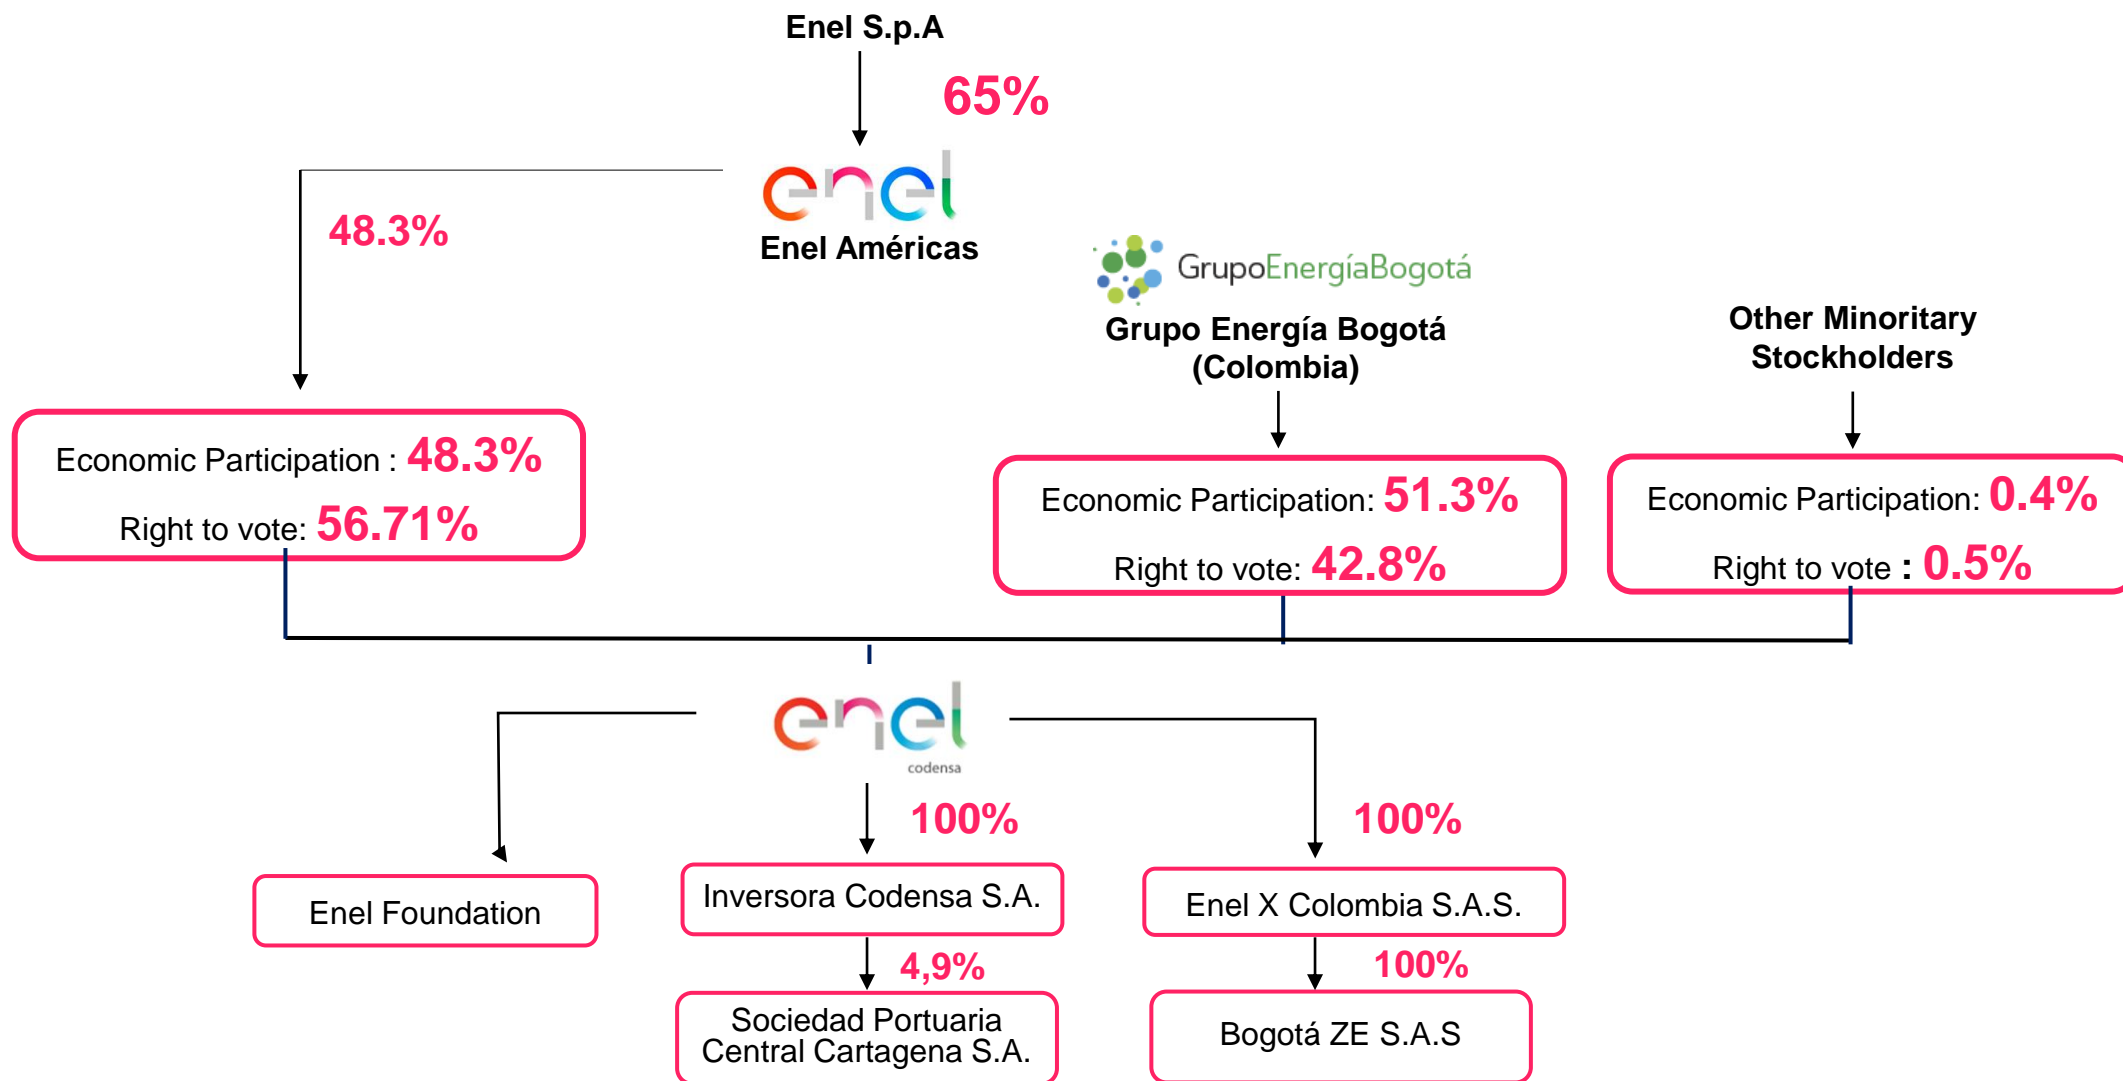 Enel S.p.A
65%
enel
Enel Américas
48.3%
GrupoEnergíaBogotá
Grupo Energía Bogotá
(Colombia)
Other Minoritary
Stockholders
Economic Participation : 48.3%
Right to vote: 56.71%
Economic Participation: 51.3%
Right to vote: 42.8%
Economic Participation: 0.4%
Right to vote : 0.5%
enel
codensa
100%
100%
Enel Foundation
Inversora Codensa S.A.
Enel X Colombia S.A.S.
4,9%
100%
Sociedad Portuaria
Central Cartagena S.A.
Bogotá ZE S.A.S